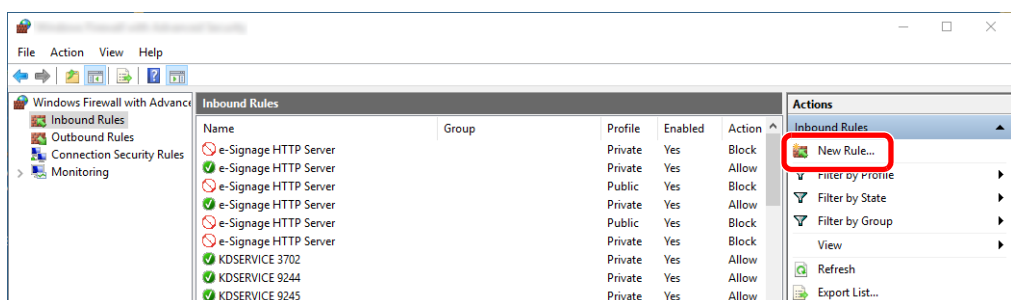 File Action View Help
Windows Firewall with Advance
Inbound Rules
Outbound Rules
Connection Security Rules
Monitoring
Inbound Rules
Name Group Profile Enabled Action
e-Signage HTTP Server Private Yes Block
e-Signage HTTP Server Private Yes Allow
e-Signage HTTP Server Public Yes Block
e-Signage HTTP Server Private Yes Allow
e-Signage HTTP Server Public Yes Block
e-Signage HTTP Server Private Yes Block
KDSERVICE 3702 Private Yes Allow
KDSERVICE 9244 Private Yes Allow
KDSERVICE 9245 Private Yes Allow
Actions
Inbound Rules
New Rule...
Filter by Profile
Filter by State
Filter by Group
View
Refresh
Export List...